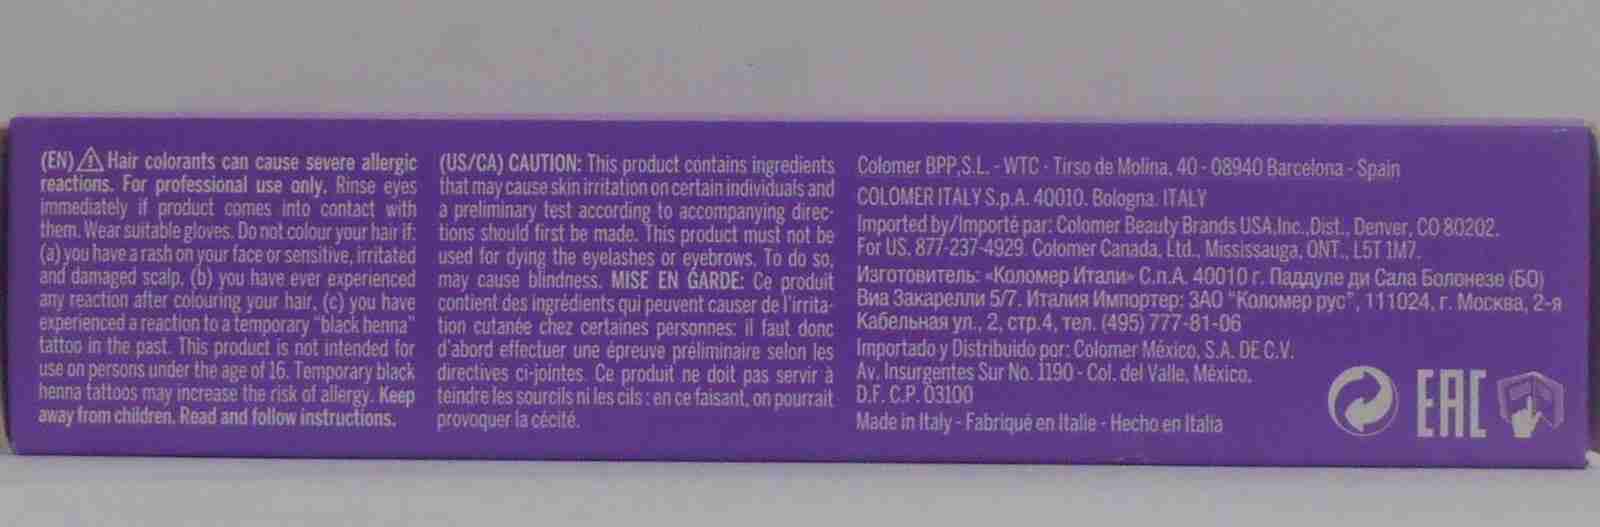 (EN) ⚠ Hair colorants can cause severe allergic
reactions. For professional use only. Rinse eyes
immediately if product comes into contact with
them. Wear suitable gloves. Do not colour your hair if:
(a) you have a rash on your face or sensitive, irritated
and damaged scalp, (b) you have ever experienced
any reaction after colouring your hair, (c) you have
experienced a reaction to a temporary "black henna"
tattoo in the past. This product is not intended for
use on persons under the age of 16. Temporary black
henna tattoos may increase the risk of allergy. Keep
away from children. Read and follow instructions.
(US/CA) CAUTION: This product contains ingredients
that may cause skin irritation on certain individuals and
a preliminary test according to accompanying direc-
tions should first be made. This product must not be
used for dying the eyelashes or eyebrows. To do so,
may cause blindness. MISE EN GARDE: Ce produit
contient des ingrédients qui peuvent causer de l'irrita-
tion cutanée chez certaines personnes: il faut donc
d'abord effectuer une épreuve préliminaire selon les
directives ci-jointes. Ce produit ne doit pas servir à
teindre les sourcils ni les cils : en ce faisant, on pourrait
provoquer la cécité.
Colomer BPP,S.L. - WTC - Tirso de Molina, 40 - 08940 Barcelona - Spain
COLOMER ITALY S.p.A. 40010. Bologna. ITALY
Imported by/Importé par: Colomer Beauty Brands USA,Inc.,Dist., Denver, CO 80202.
For US, 877-237-4929. Colomer Canada, Ltd., Mississauga, ONT., L5T 1M7.
Изготовитель: «Коломер Итали» С.п.А. 40010 г. Паддуле ди Сала Болонезе (БО)
Виа Закарелли 5/7. Италия Импортер: ЗАО "Коломер рус", 111024, г. Москва, 2-я
Кабельная ул., 2, стр.4, тел. (495) 777-81-06
Importado y Distribuido por: Colomer México, S.A. DE C.V.
Av. Insurgentes Sur No. 1190 - Col. del Valle, México,
D.F. C.P. 03100
Made in Italy - Fabriqué en Italie - Hecho en Italia
EAC